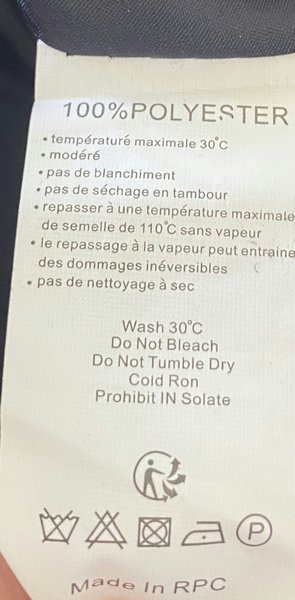 100%POLYESTER
• température maximale 30°C
• modéré
• pas de blanchiment
• pas de séchage en tambour
• repasser à une température maximale
de semelle de 110°C sans vapeur
• le repassage à la vapeur peut entraine
des dommages inéversibles
• pas de nettoyage à sec
Wash 30°C
Do Not Bleach
Do Not Tumble Dry
Cold Ron
Prohibit IN Solate
P
Made In RPC